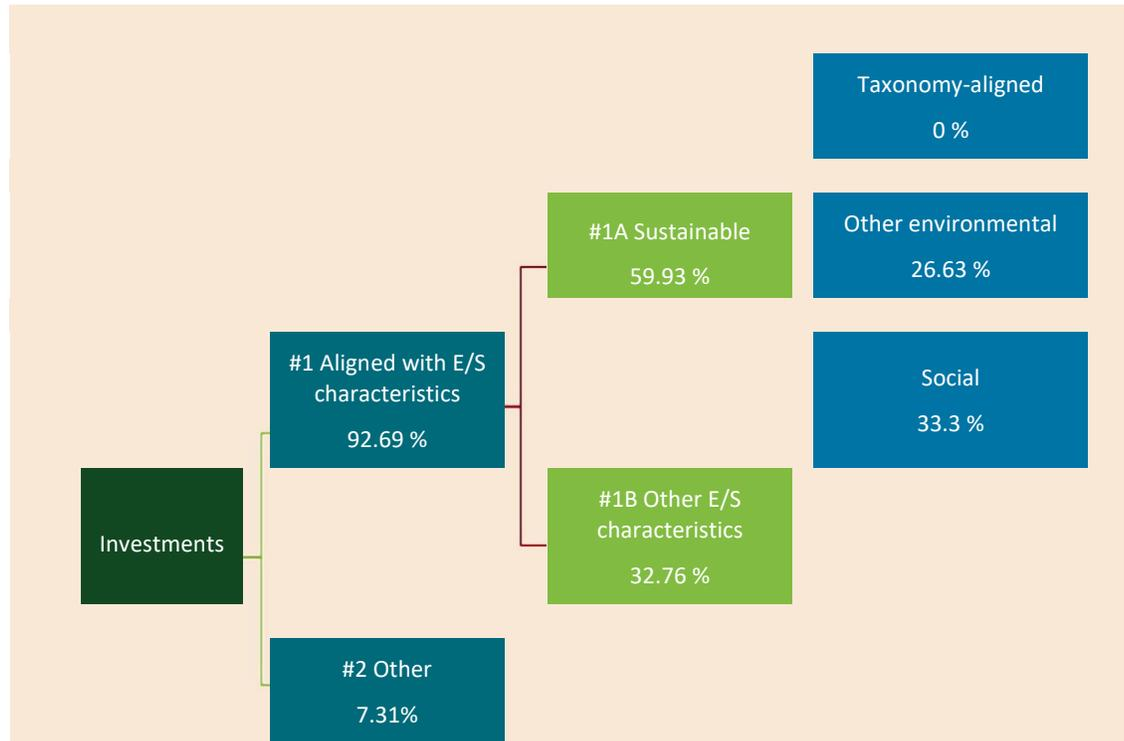 Taxonomy-aligned
0 %
#1A Sustainable
59.93 %
Other environmental
26.63 %
#1 Aligned with E/S
characteristics
92.69 %
Social
33.3 %
Investments
#1B Other E/S
characteristics
32.76 %
#2 Other
7.31%